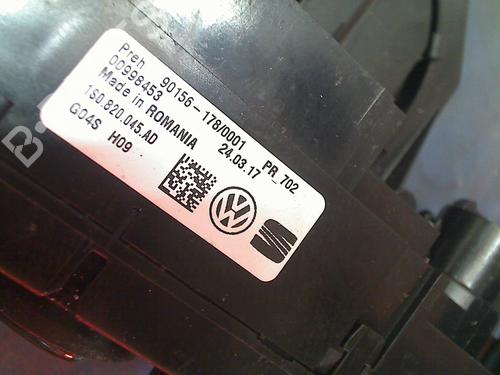 Preh 90156-178/0001 PR_702
00998453
Made in ROMANIA 24.03.17
1S0.820.045.AD
G04S H09